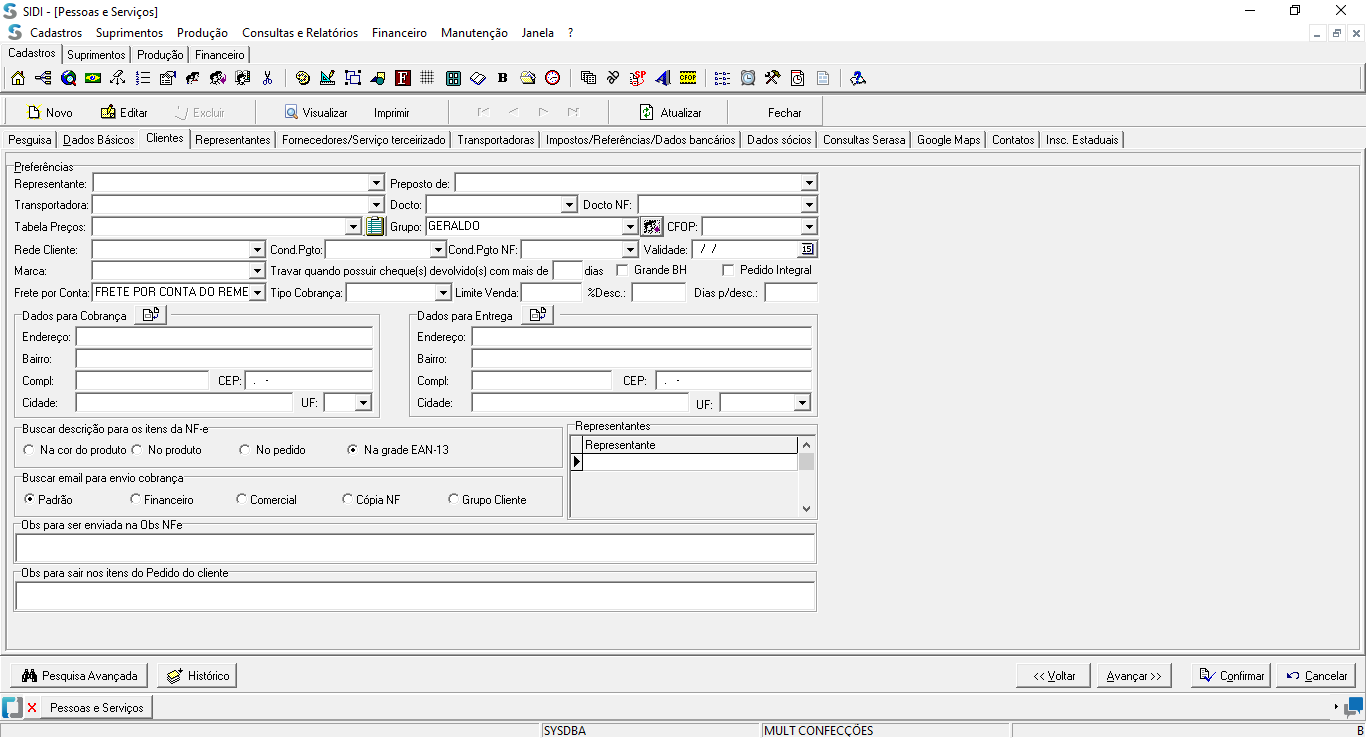 SIDI - [Pessoas e Serviços]
Cadastros Suprimentos Produção Consultas e Relatórios Financeiro Manutenção Janela ?
Cadastros Suprimentos Produção Financeiro
F B SP CFOP
Novo Editar Excluir Visualizar Imprimir Atualizar Fechar
Pesquisa Dados Básicos Clientes Representantes Fornecedores/Serviço terceirizado Transportadoras Impostos/Referências/Dados bancários Dados sócios Consultas Serasa Google Maps Contatos Insc. Estaduais
Preferências
Representante: Preposto de:
Transportadora: Docto: Docto NF:
Tabela Preços: Grupo: GERALDO CFOP:
Rede Cliente: Cond.Pgto: Cond.Pgto NF: Validade: / / 15
Marca: Travar quando possuir cheque(s) devolvido(s) com mais de dias Grande BH Pedido Integral
Frete por Conta: FRETE POR CONTA DO REME Tipo Cobrança: Limite Venda: %Desc.: Dias p/desc.:
Dados para Cobrança Dados para Entrega
Endereço: Endereço:
Bairro: Bairro:
Compl: CEP: . - Compl: CEP: . -
Cidade: UF: Cidade: UF:
Buscar descrição para os itens da NF-e Representantes
Na cor do produto No produto No pedido Na grade EAN-13 Representante
Buscar email para envio cobrança
Padrão Financeiro Comercial Cópia NF Grupo Cliente
Obs para ser enviada na Obs NFe
Obs para sair nos itens do Pedido do cliente
Pesquisa Avançada Histórico << Voltar Avançar >> Confirmar Cancelar
Pessoas e Serviços
SYSDBA MULT CONFECÇÕES B